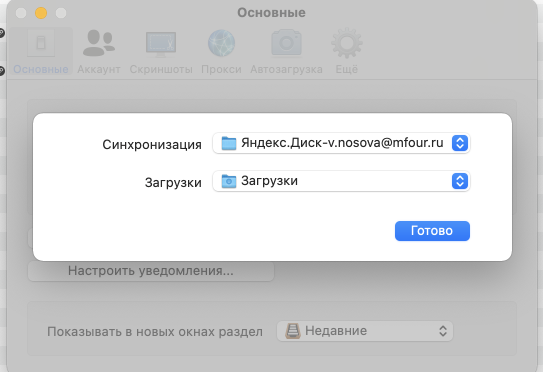 Основные
Основные Аккаунт Скриншоты Прокси Автозагрузка Ещё
Синхронизация Яндекс.Диск-v.nosova@mfour.ru
Загрузки Загрузки
Готово
Настроить уведомления...
Показывать в новых окнах раздел Недавние